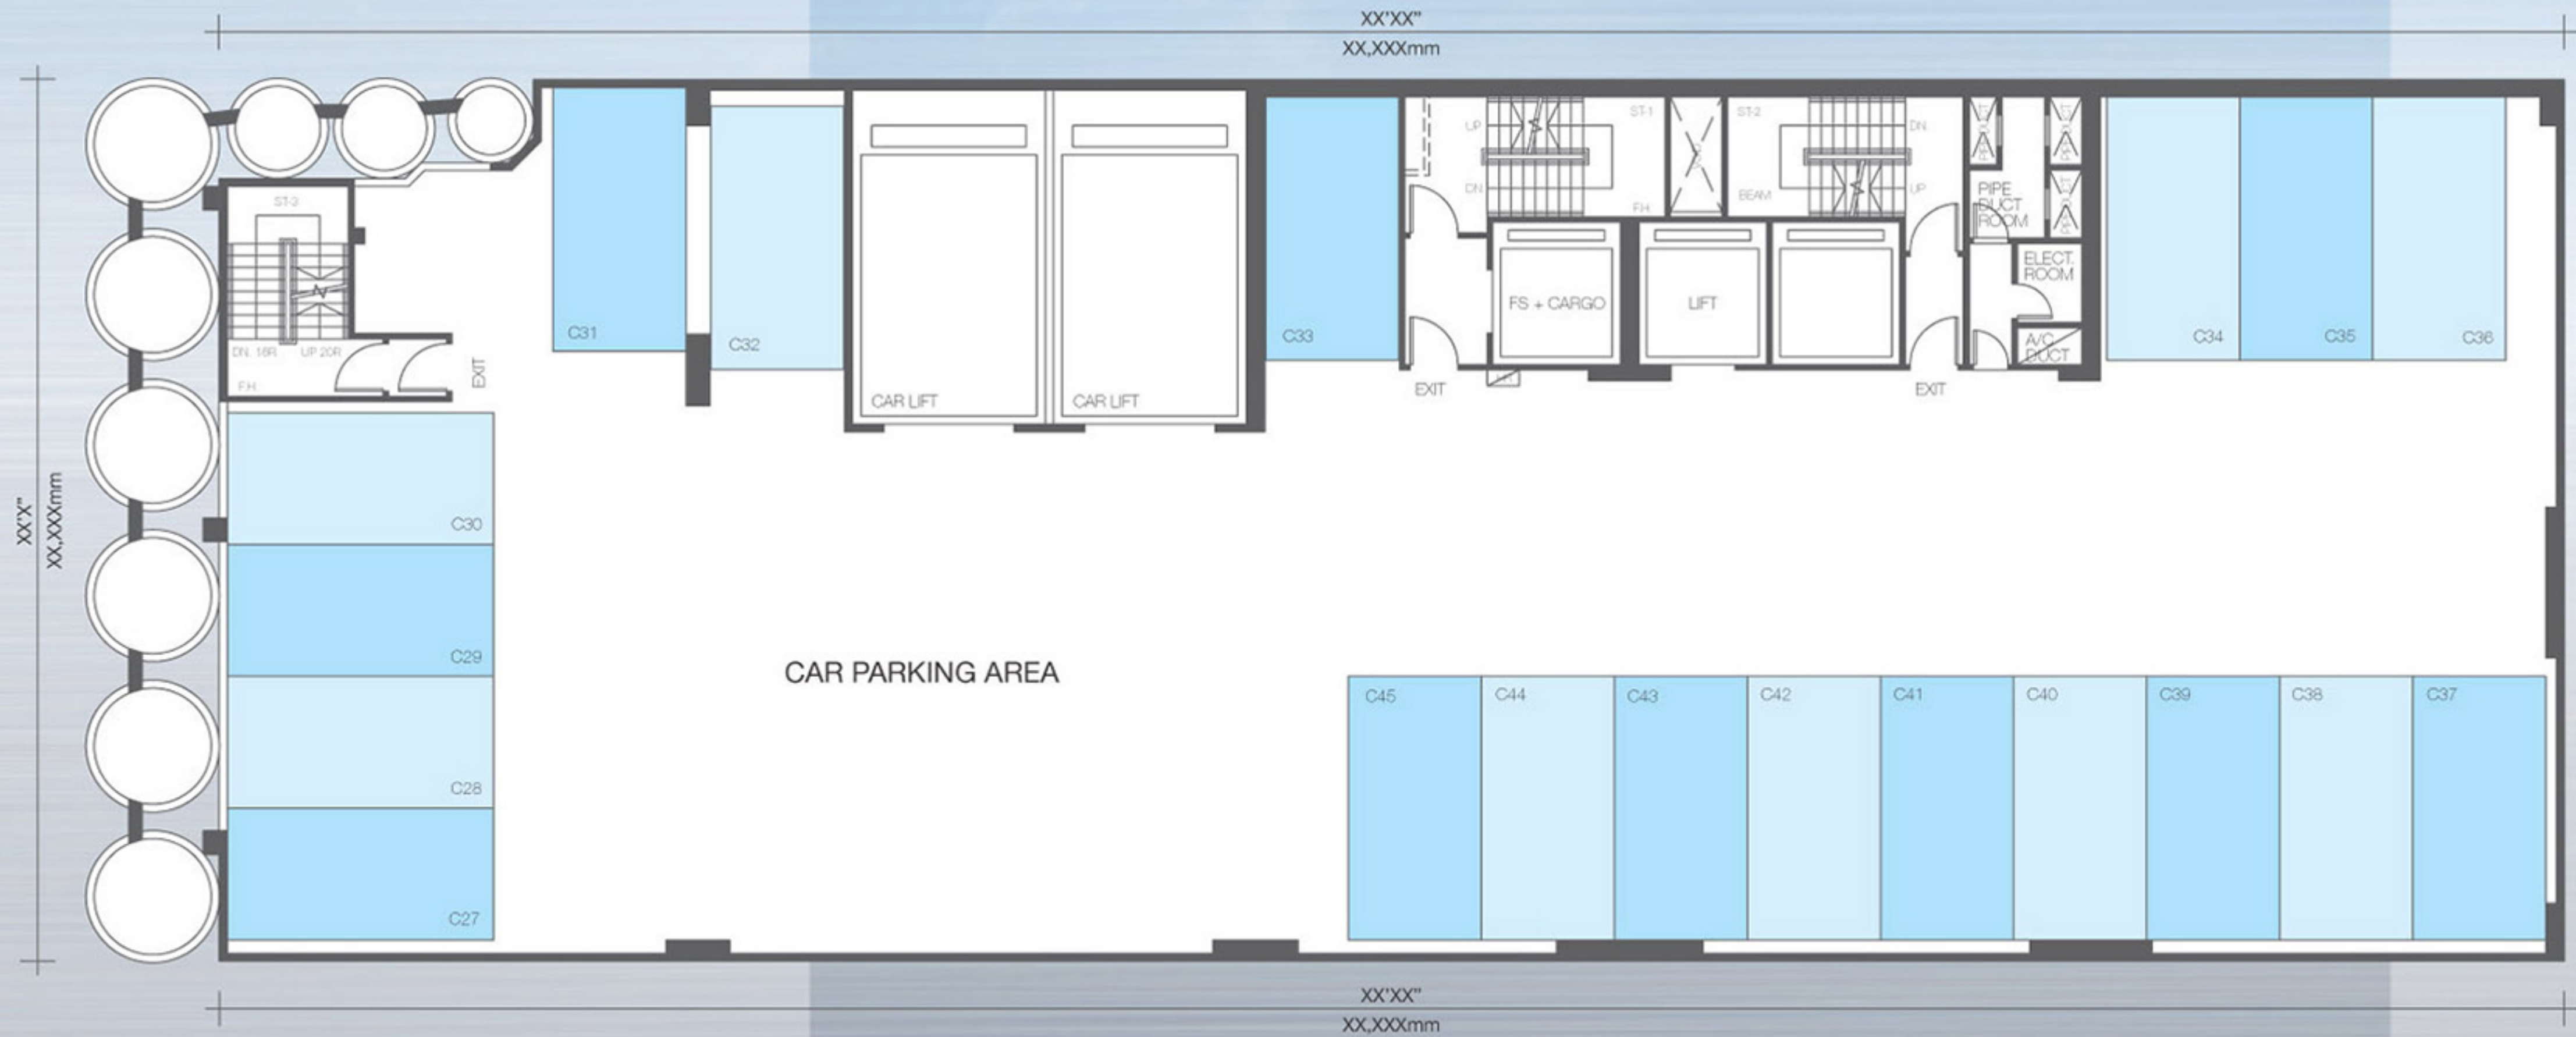 XX'XX"
XX,XXXmm
XX'X"
XX,XXXmm
ST-3
DN. 16R
UP 20R
F.H.
EXIT
C31
C32
CAR LIFT
CAR LIFT
C33
UP
DN.
ST-1
F.H.
ST-2
BEAM
DN.
UP
FS + CARGO
LIFT
EXIT
EXIT
PIPE
DUCT
ROOM
ELECT.
ROOM
A/C
DUCT
C34
C35
C36
C30
C29
C28
C27
CAR PARKING AREA
C45
C44
C43
C42
C41
C40
C39
C38
C37
XX'XX"
XX,XXXmm